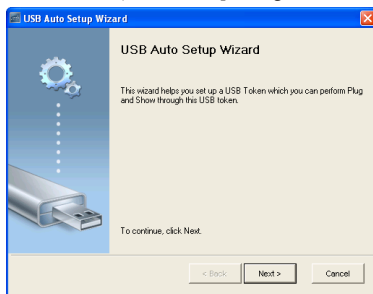 USB Auto Setup Wizard
USB Auto Setup Wizard
This wizard helps you set up a USB Token which you can perform Plug
and Show through this USB token.
To continue, click Next.
< Back
Next >
Cancel